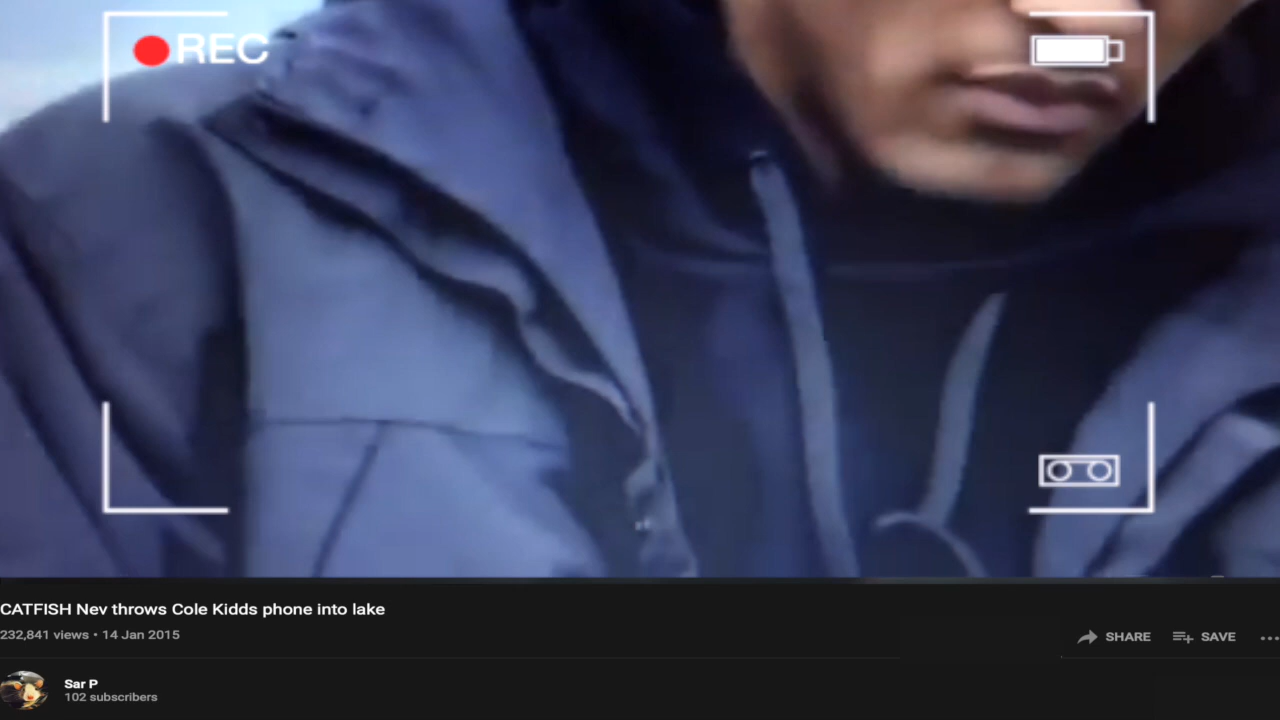 REC
CATFISH Nev throws Cole Kidds phone into lake
232,841 views • 14 Jan 2015
SHARE
SAVE
Sar P
102 subscribers